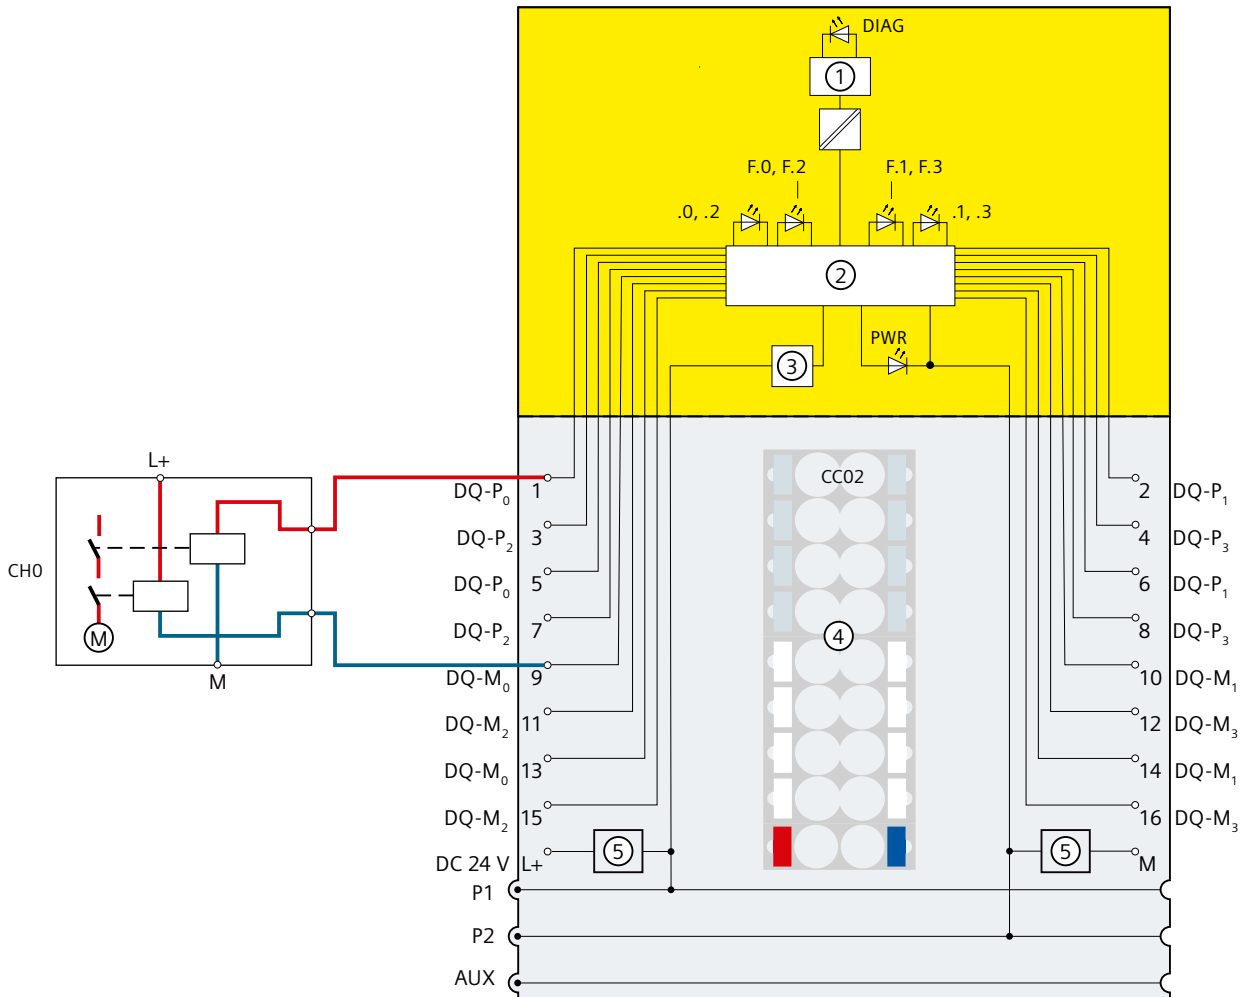 DIAG
①
F.0, F.2 F.1, F.3
.0, .2 .1, .3
②
PWR
③
L+
CH0
M
M
CC02
④
DQ-P₀ 1 2 DQ-P₁
DQ-P₂ 3 4 DQ-P₃
DQ-P₀ 5 6 DQ-P₁
DQ-P₂ 7 8 DQ-P₃
DQ-M₀ 9 10 DQ-M₁
DQ-M₂ 11 12 DQ-M₃
DQ-M₀ 13 14 DQ-M₁
DQ-M₂ 15 16 DQ-M₃
DC 24 V L+ ⑤ ⑤ M
P1
P2
AUX